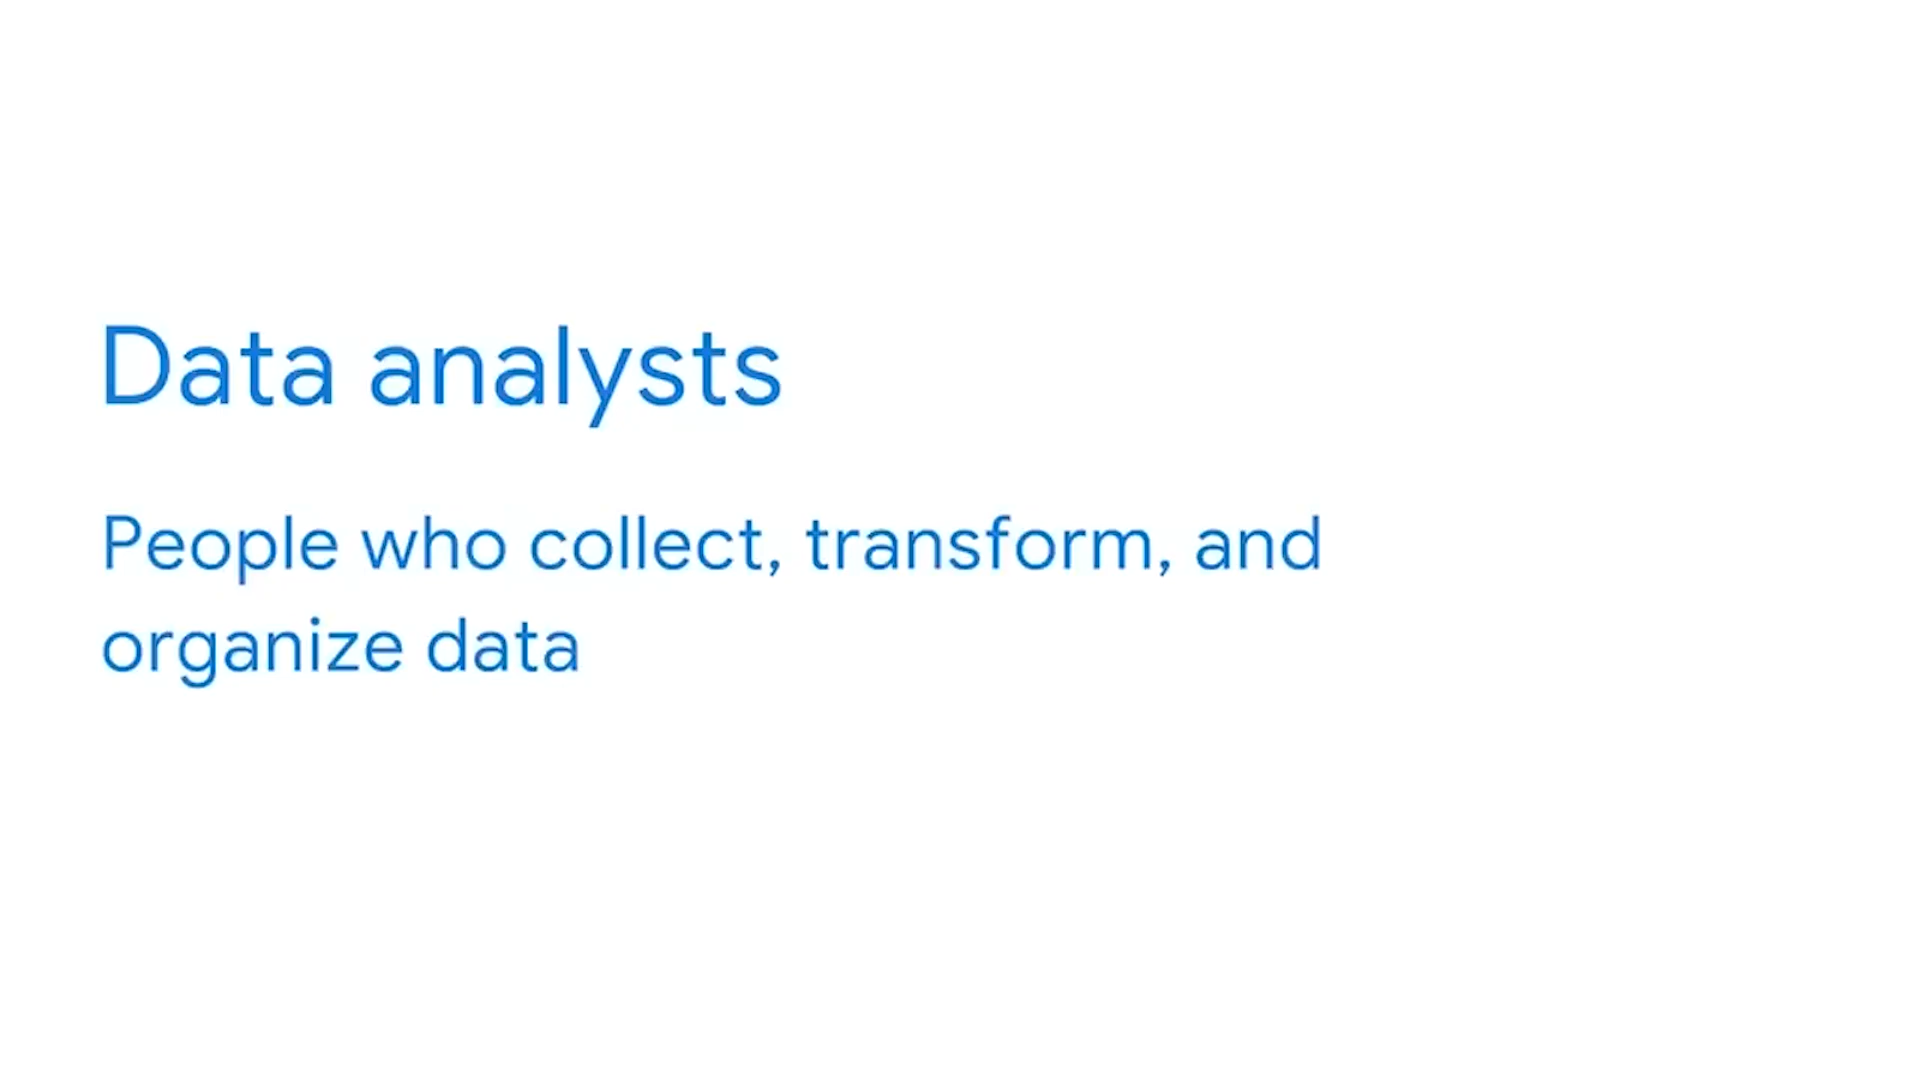 Data analysts
People who collect, transform, and
organize data